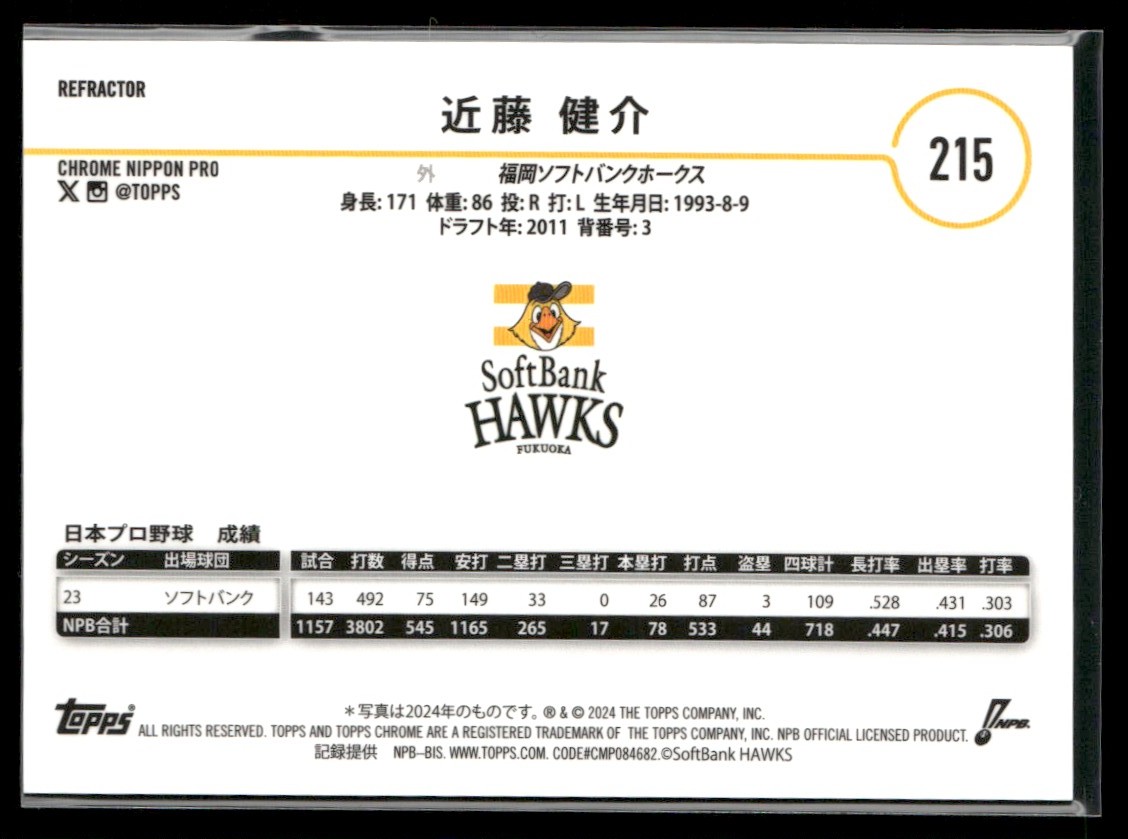 REFRACTOR
近藤 健介
215
CHROME NIPPON PRO
@TOPPS
外 福岡ソフトバンクホークス
身長: 171 体重: 86 投: R 打: L 生年月日: 1993-8-9
ドラフト年: 2011 背番号: 3
SoftBank
HAWKS
FUKUOKA
日本プロ野球 成績
シーズン 出場球団 試合 打数 得点 安打 二塁打 三塁打 本塁打 打点 盗塁 四球計 長打率 出塁率 打率
23 ソフトバンク 143 492 75 149 33 0 26 87 3 109 .528 .431 .303
NPB合計 1157 3802 545 1165 265 17 78 533 44 718 .447 .415 .306
topps®
＊写真は2024年のものです。® & © 2024 THE TOPPS COMPANY, INC.
ALL RIGHTS RESERVED. TOPPS AND TOPPS CHROME ARE A REGISTERED TRADEMARK OF THE TOPPS COMPANY, INC. NPB OFFICIAL LICENSED PRODUCT.
記録提供 NPB–BIS. WWW.TOPPS.COM. CODE#CMP084682.©SoftBank HAWKS
NPB.